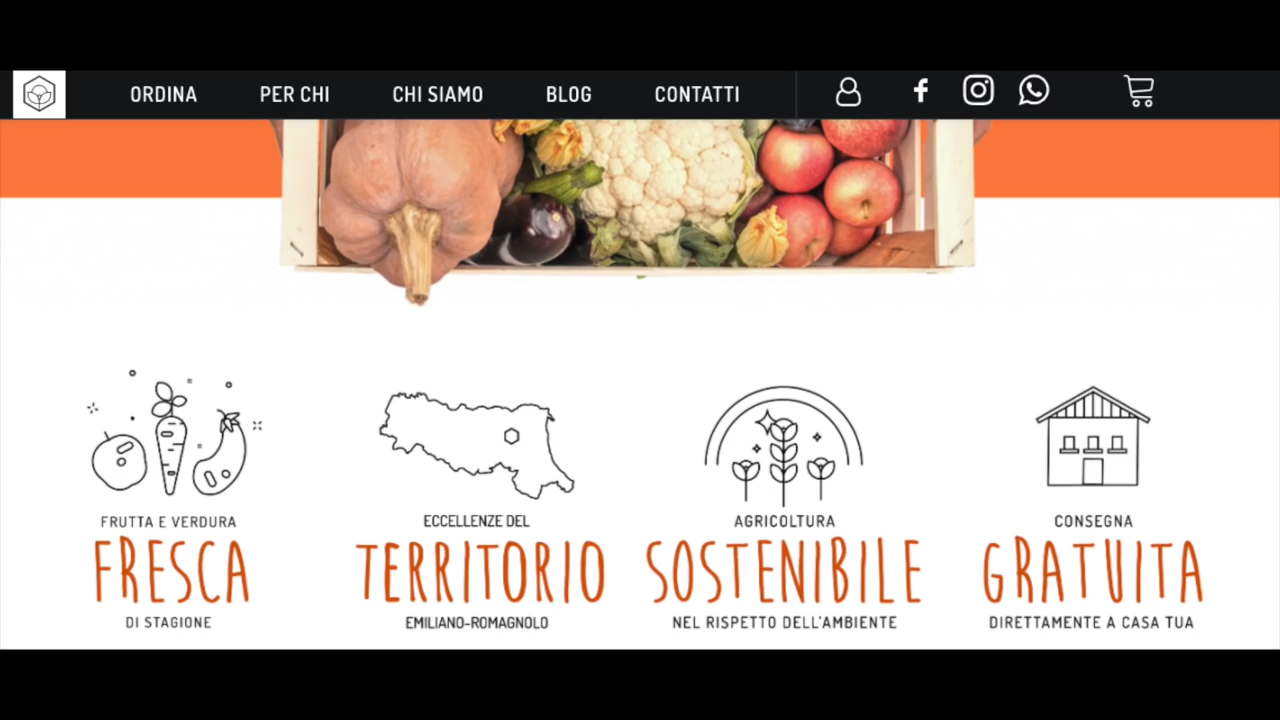 ORDINA PER CHI CHI SIAMO BLOG CONTATTI
FRUTTA E VERDURA
FRESCA
DI STAGIONE
ECCELLENZE DEL
TERRITORIO
EMILIANO-ROMAGNOLO
AGRICOLTURA
SOSTENIBILE
NEL RISPETTO DELL'AMBIENTE
CONSEGNA
GRATUITA
DIRETTAMENTE A CASA TUA